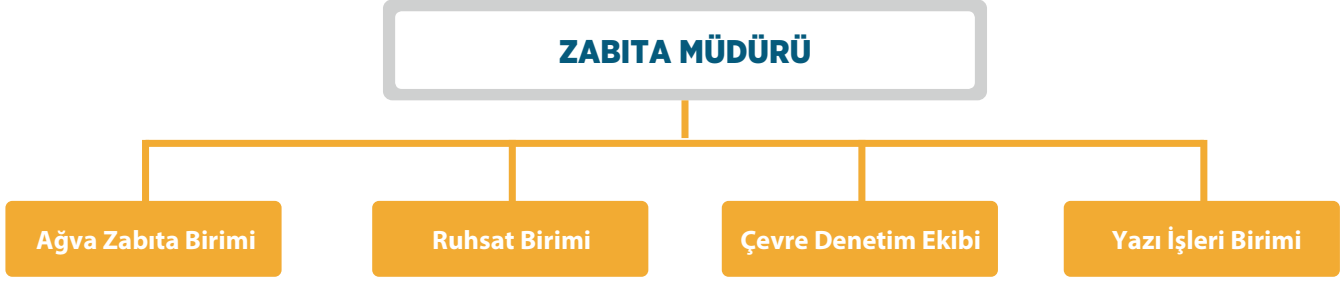 ZABITA MÜDÜRÜ
Ağva Zabıta Birimi
Ruhsat Birimi
Çevre Denetim Ekibi
Yazı İşleri Birimi